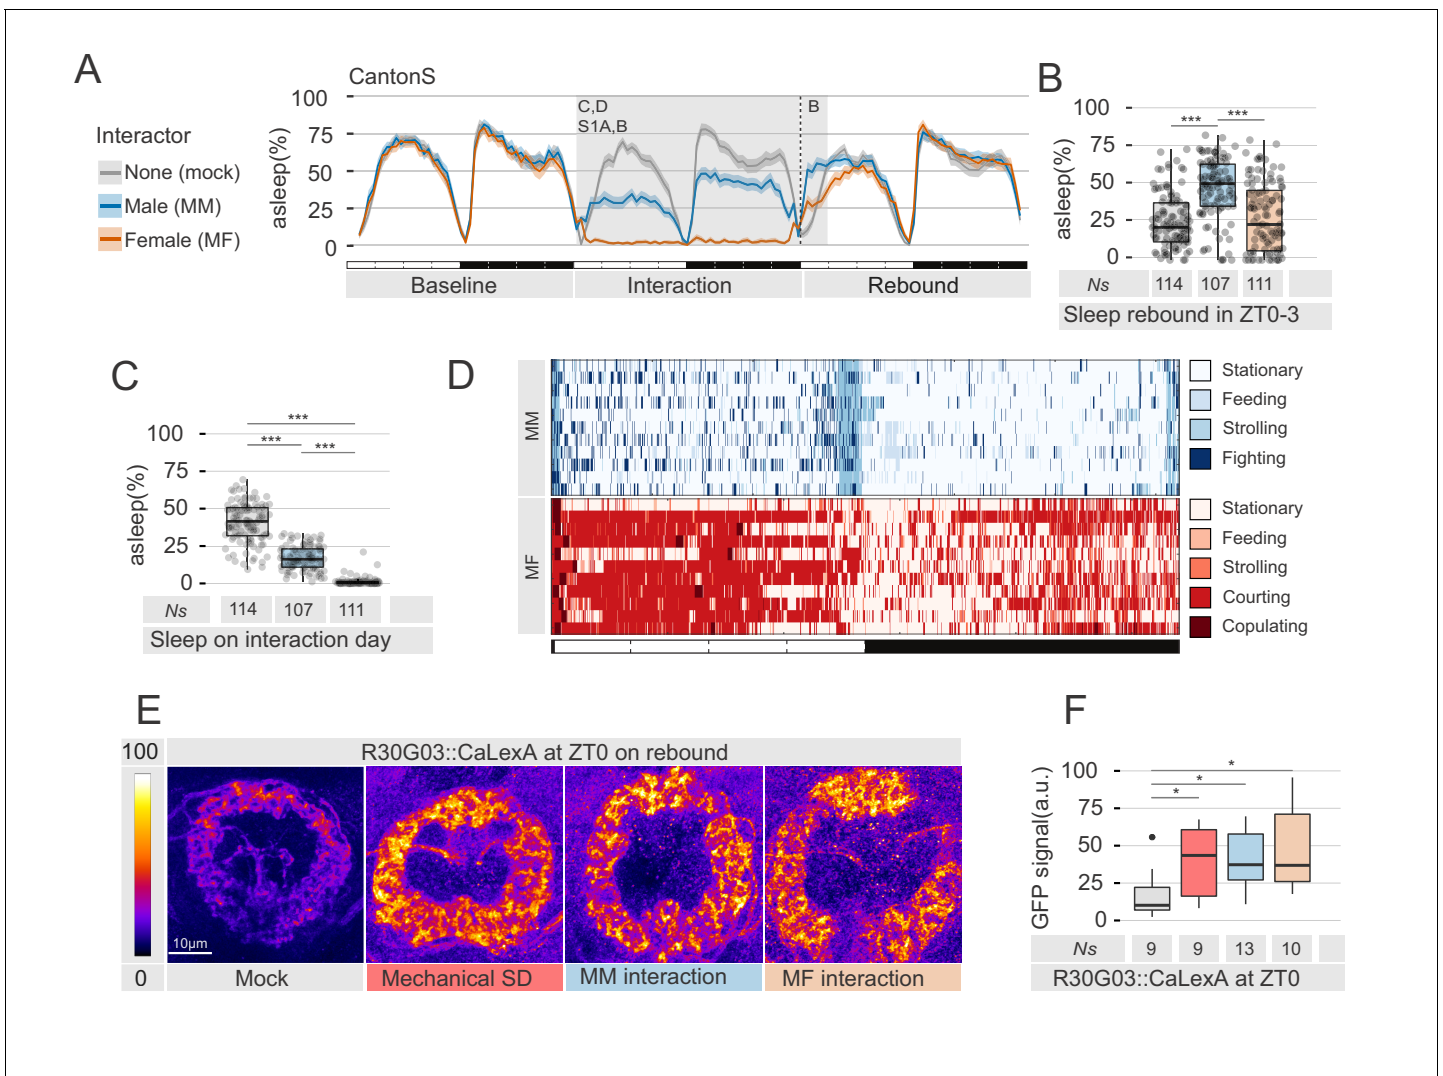 A
CantonS
Interactor
None (mock)
Male (MM)
Female (MF)
asleep(%)
100
75
50
25
0
C,D
S1A,B
B
Baseline
Interaction
Rebound
B
asleep(%)
100
75
50
25
0
***
***
Ns
114
107
111
Sleep rebound in ZT0-3
C
asleep(%)
100
75
50
25
0
***
***
***
Ns
114
107
111
Sleep on interaction day
D
MM
Stationary
Feeding
Strolling
Fighting
MF
Stationary
Feeding
Strolling
Courting
Copulating
E
100
0
R30G03::CaLexA at ZT0 on rebound
10μm
Mock
Mechanical SD
MM interaction
MF interaction
F
GFP signal(a.u.)
100
75
50
25
0
*
*
*
Ns
9
9
13
10
R30G03::CaLexA at ZT0